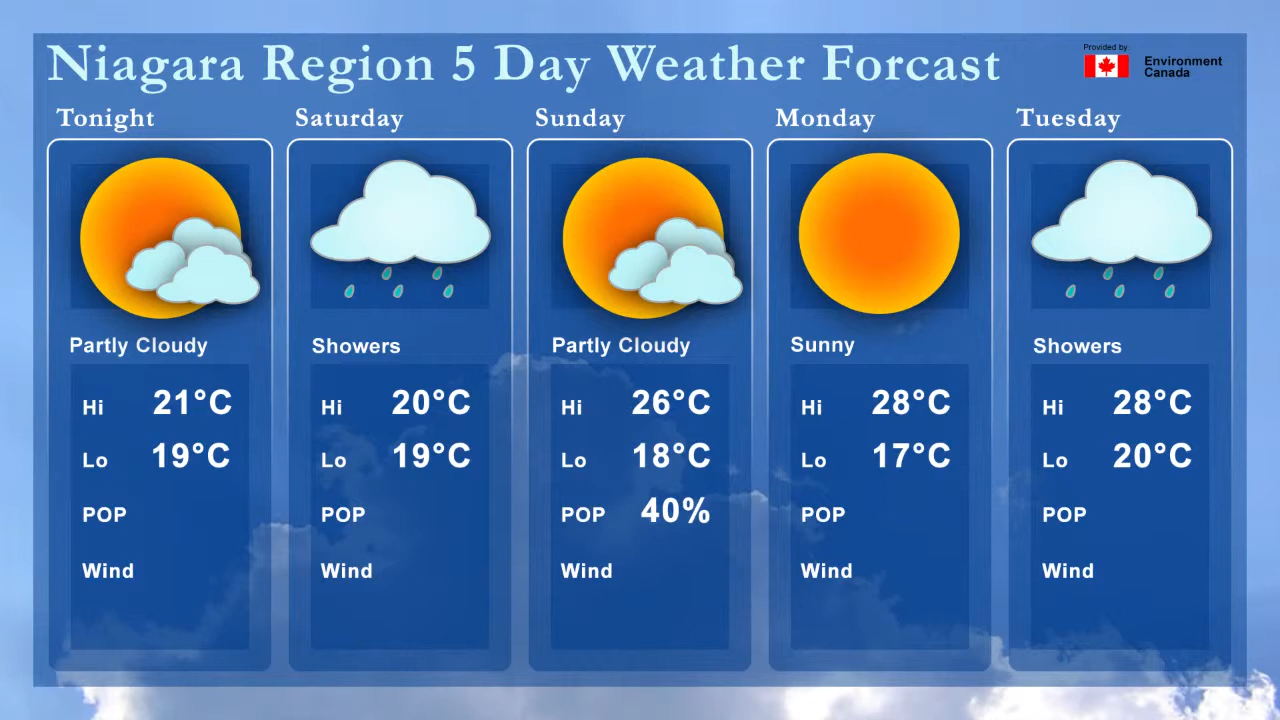 Niagara Region 5 Day Weather Forcast
Provided by:
Environment
Canada
Tonight
Partly Cloudy
Hi 21°C
Lo 19°C
POP
Wind
Saturday
Showers
Hi 20°C
Lo 19°C
POP
Wind
Sunday
Partly Cloudy
Hi 26°C
Lo 18°C
POP 40%
Wind
Monday
Sunny
Hi 28°C
Lo 17°C
POP
Wind
Tuesday
Showers
Hi 28°C
Lo 20°C
POP
Wind